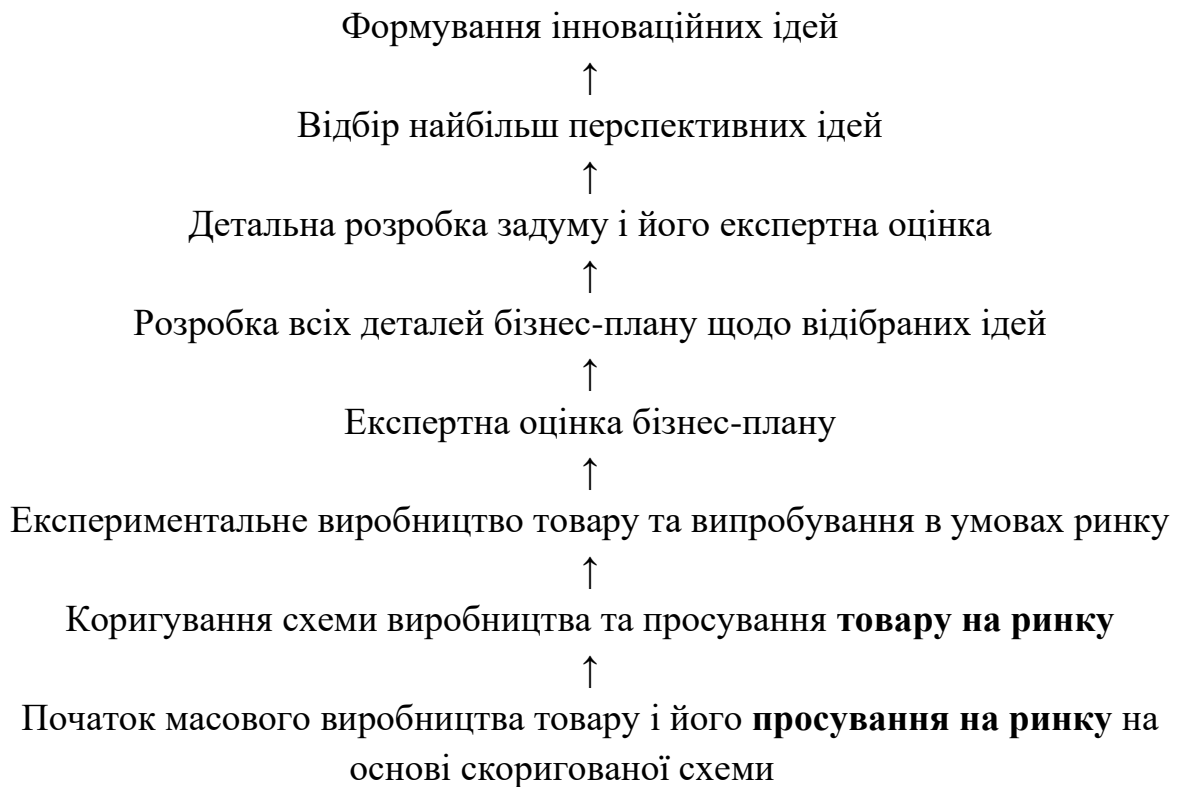 Формування інноваційних ідей
↑
Відбір найбільш перспективних ідей
↑
Детальна розробка задуму і його експертна оцінка
↑
Розробка всіх деталей бізнес-плану щодо відібраних ідей
↑
Експертна оцінка бізнес-плану
↑
Експериментальне виробництво товару та випробування в умовах ринку
↑
Коригування схеми виробництва та просування товару на ринку
↑
Початок масового виробництва товару і його просування на ринку на
основі скоригованої схеми